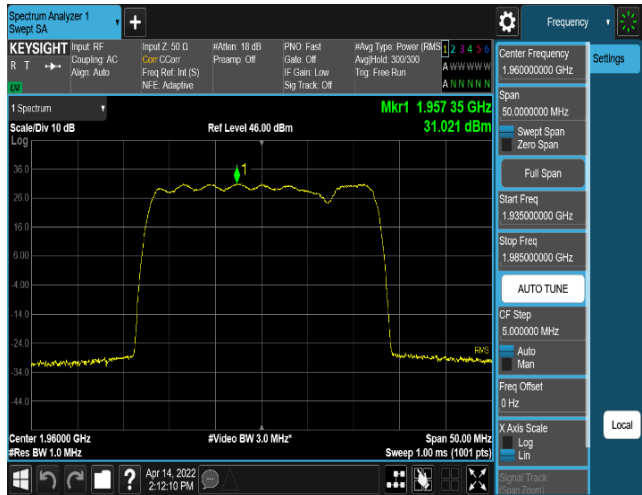 Spectrum Analyzer 1
Swept SA
Frequency
KEYSIGHT
R T
Input: RF
Coupling: AC
Align: Auto
Input Z: 50 Ω
Corr CCorr
Freq Ref: Int (S)
NFE: Adaptive
#Atten: 18 dB
Preamp: Off
PNO: Fast
Gate: Off
IF Gain: Low
Sig Track: Off
#Avg Type: Power (RMS
Avg|Hold: 300/300
Trig: Free Run
1 2 3 4 5 6
A W W W W W
A N N N N N
1 Spectrum
Scale/Div 10 dB
Log
Ref Level 46.00 dBm
Mkr1 1.957 35 GHz
31.021 dBm
1
36.0
26.0
16.0
6.00
-4.00
-14.0
-24.0
-34.0
-44.0
RMS
Center 1.96000 GHz
#Res BW 1.0 MHz
#Video BW 3.0 MHz*
Span 50.00 MHz
Sweep 1.00 ms (1001 pts)
Apr 14, 2022
2:12:10 PM
?
Center Frequency
1.960000000 GHz
Settings
Span
50.0000000 MHz
Swept Span
Zero Span
Full Span
Start Freq
1.935000000 GHz
Stop Freq
1.985000000 GHz
AUTO TUNE
CF Step
5.000000 MHz
Auto
Man
Freq Offset
0 Hz
X Axis Scale
Log
Lin
Local
Signal Track
(Span Zoom)